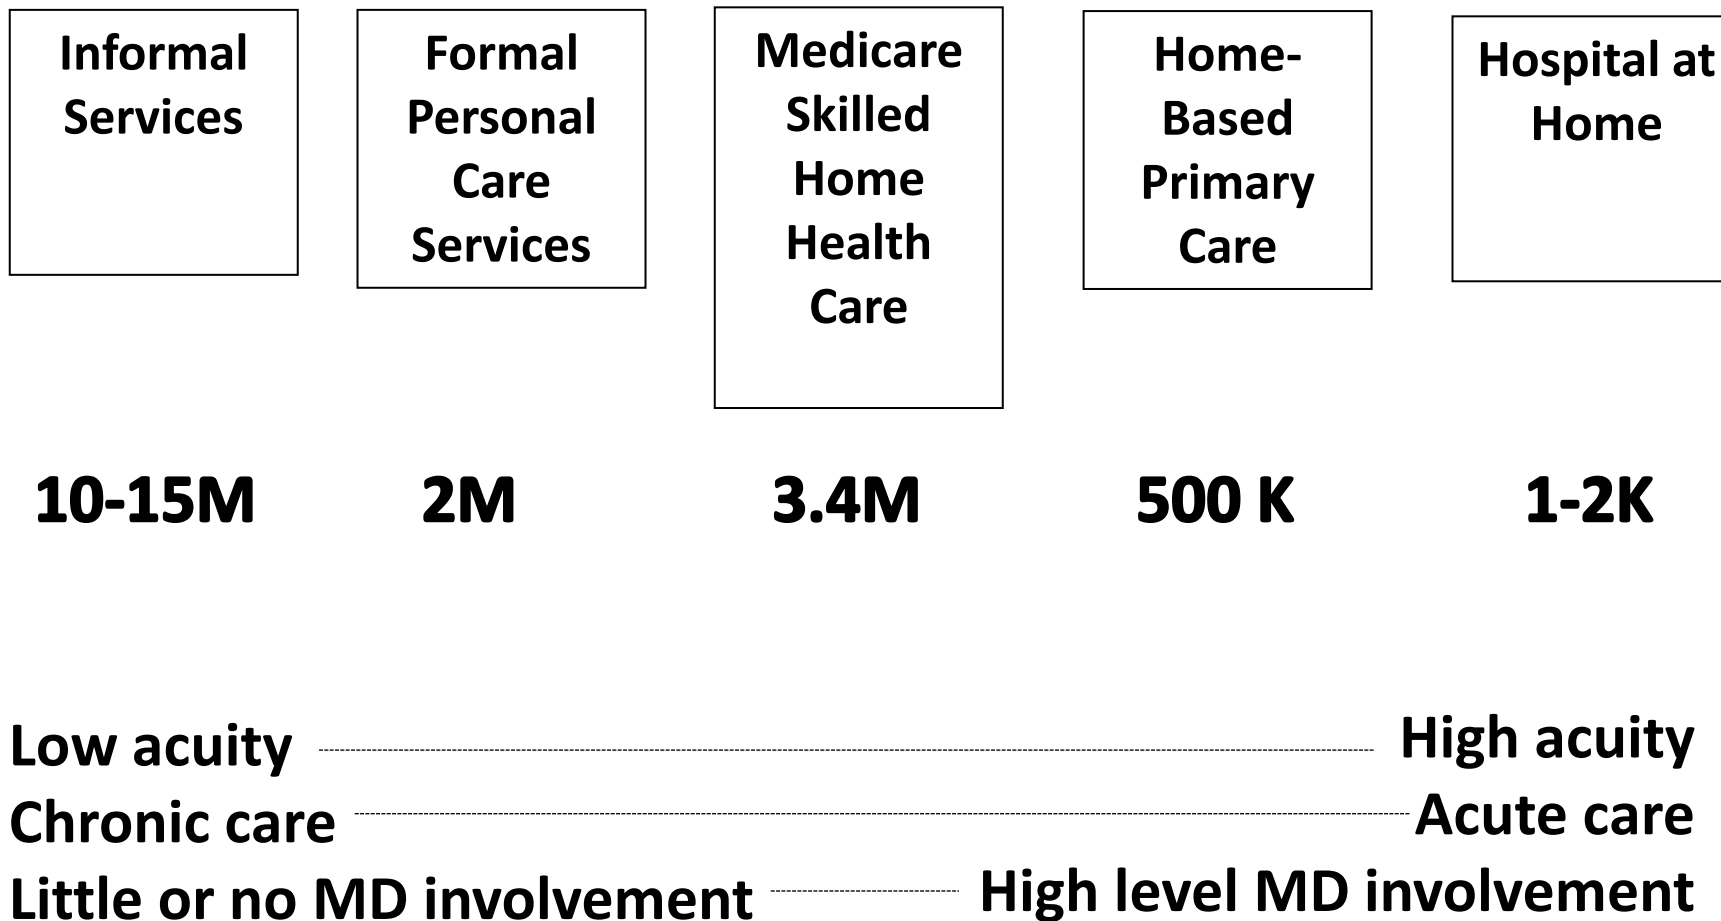 Informal
Services
Formal
Personal
Care
Services
Medicare
Skilled
Home
Health
Care
Home-
Based
Primary
Care
Hospital at
Home
10-15M
2M
3.4M
500 K
1-2K
Low acuity
High acuity
Chronic care
Acute care
Little or no MD involvement
High level MD involvement